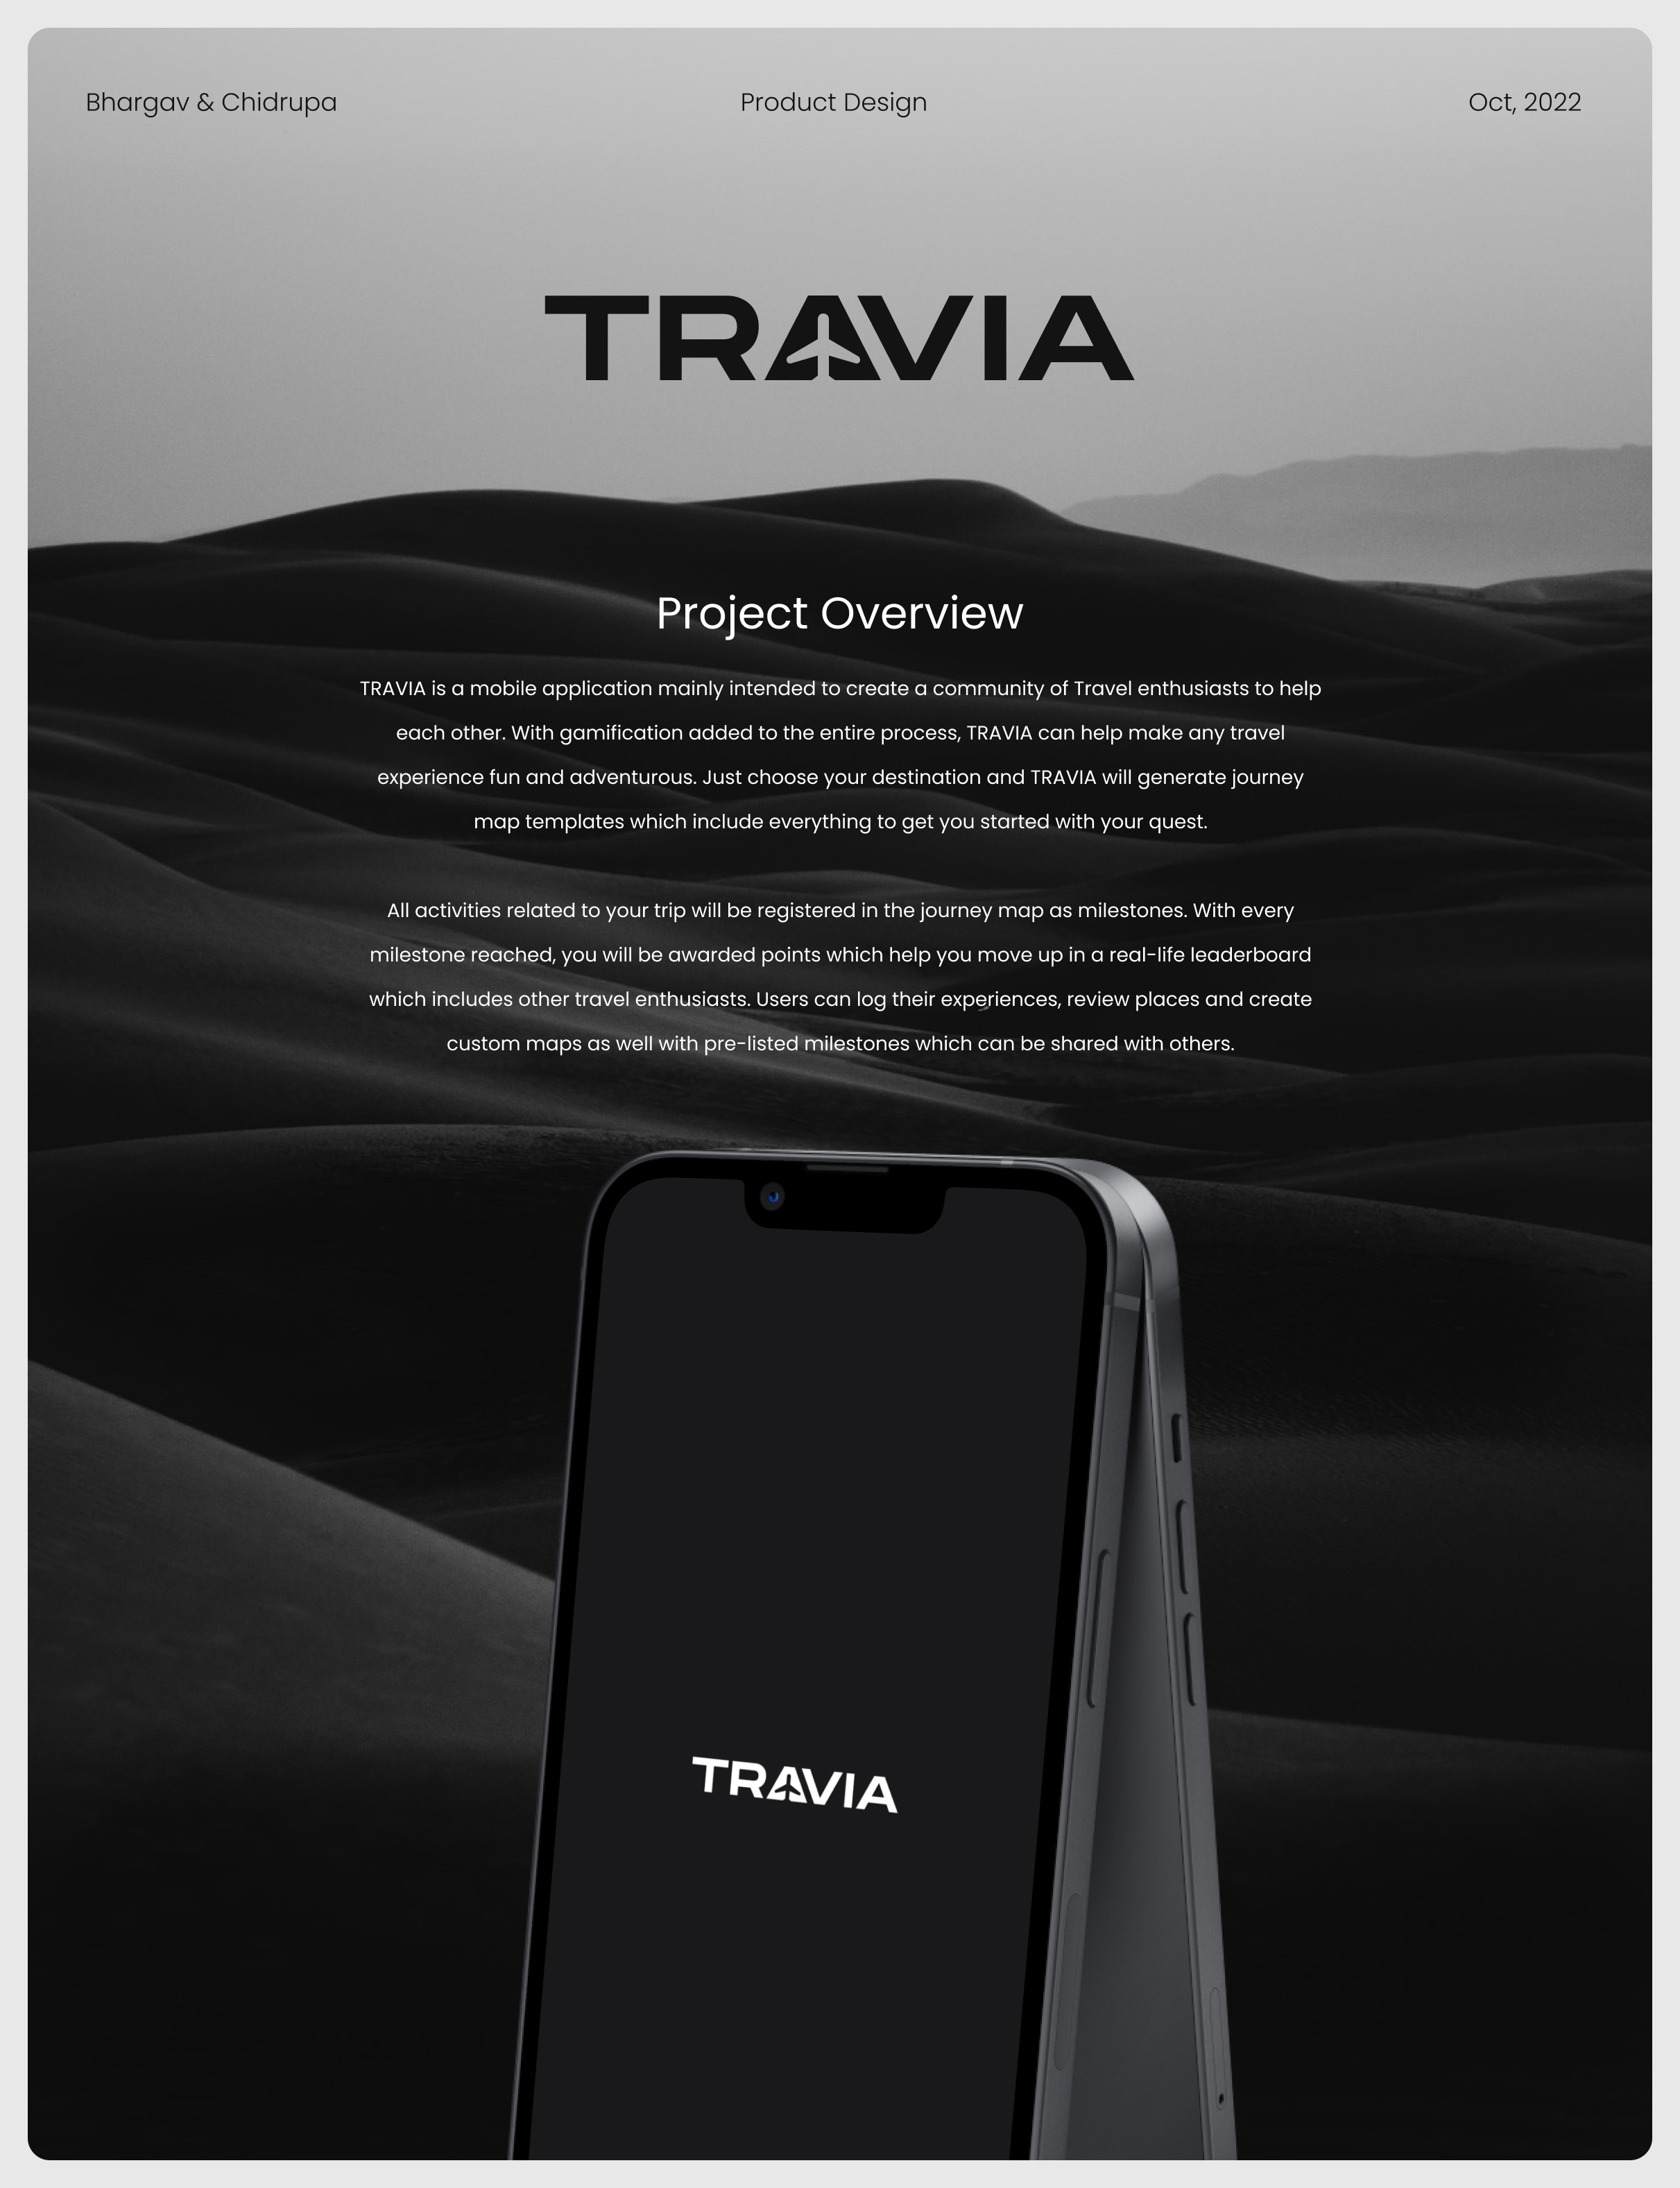 Bhargav & Chidrupa
Product Design
Oct, 2022
TRAVIA
Project Overview
TRAVIA is a mobile application mainly intended to create a community of Travel enthusiasts to help
each other. With gamification added to the entire process, TRAVIA can help make any travel
experience fun and adventurous. Just choose your destination and TRAVIA will generate journey
map templates which include everything to get you started with your quest.
All activities related to your trip will be registered in the journey map as milestones. With every
milestone reached, you will be awarded points which help you move up in a real-life leaderboard
which includes other travel enthusiasts. Users can log their experiences, review places and create
custom maps as well with pre-listed milestones which can be shared with others.
TRAVIA